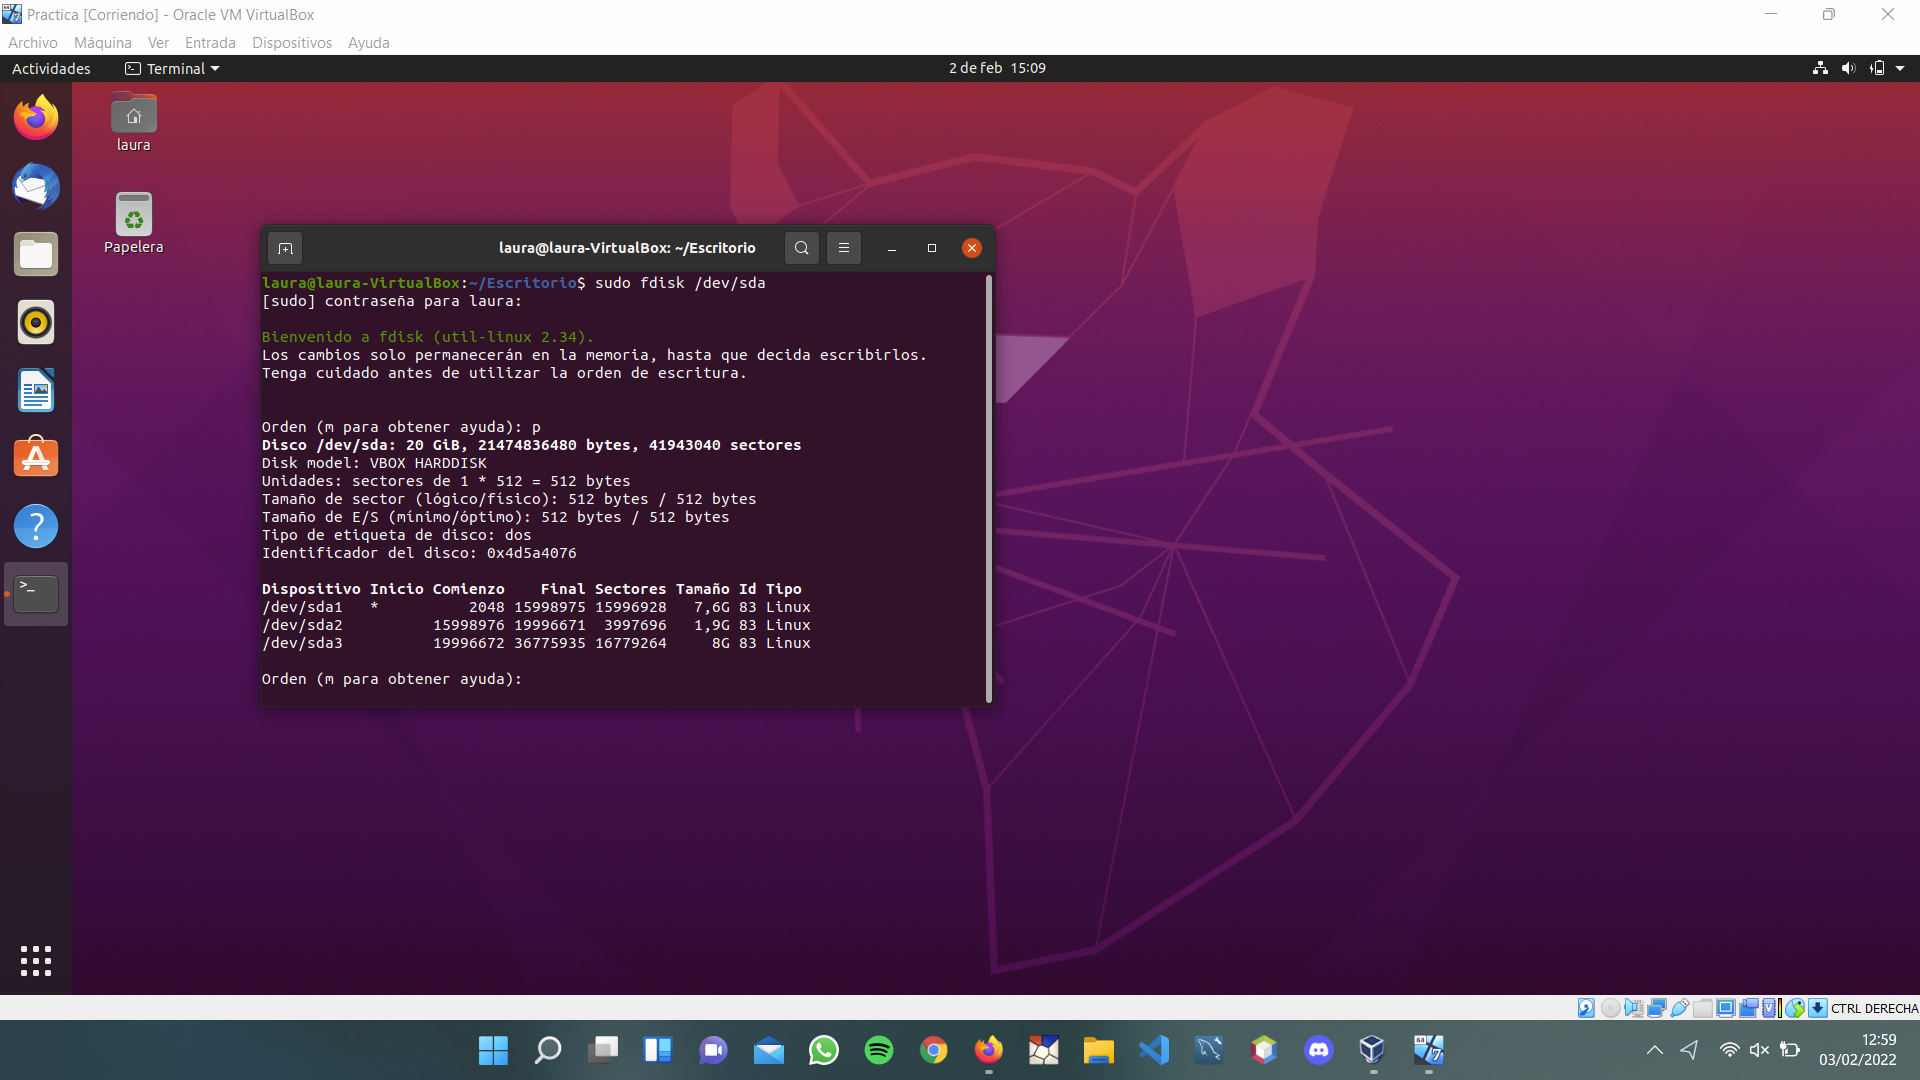 Practica [Corriendo] - Oracle VM VirtualBox
Archivo Máquina Ver Entrada Dispositivos Ayuda
Actividades Terminal 2 de feb 15:09
laura
Papelera
laura@laura-VirtualBox: ~/Escritorio
laura@laura-VirtualBox:~/Escritorio$ sudo fdisk /dev/sda
[sudo] contraseña para laura:
Bienvenido a fdisk (util-linux 2.34).
Los cambios solo permanecerán en la memoria, hasta que decida escribirlos.
Tenga cuidado antes de utilizar la orden de escritura.
Orden (m para obtener ayuda): p
Disco /dev/sda: 20 GiB, 21474836480 bytes, 41943040 sectores
Disk model: VBOX HARDDISK
Unidades: sectores de 1 * 512 = 512 bytes
Tamaño de sector (lógico/físico): 512 bytes / 512 bytes
Tamaño de E/S (mínimo/óptimo): 512 bytes / 512 bytes
Tipo de etiqueta de disco: dos
Identificador del disco: 0x4d5a4076
Dispositivo Inicio Comienzo Final Sectores Tamaño Id Tipo
/dev/sda1 * 2048 15998975 15996928 7,6G 83 Linux
/dev/sda2 15998976 19996671 3997696 1,9G 83 Linux
/dev/sda3 19996672 36775935 16779264 8G 83 Linux
Orden (m para obtener ayuda):
CTRL DERECHA
12:59
03/02/2022